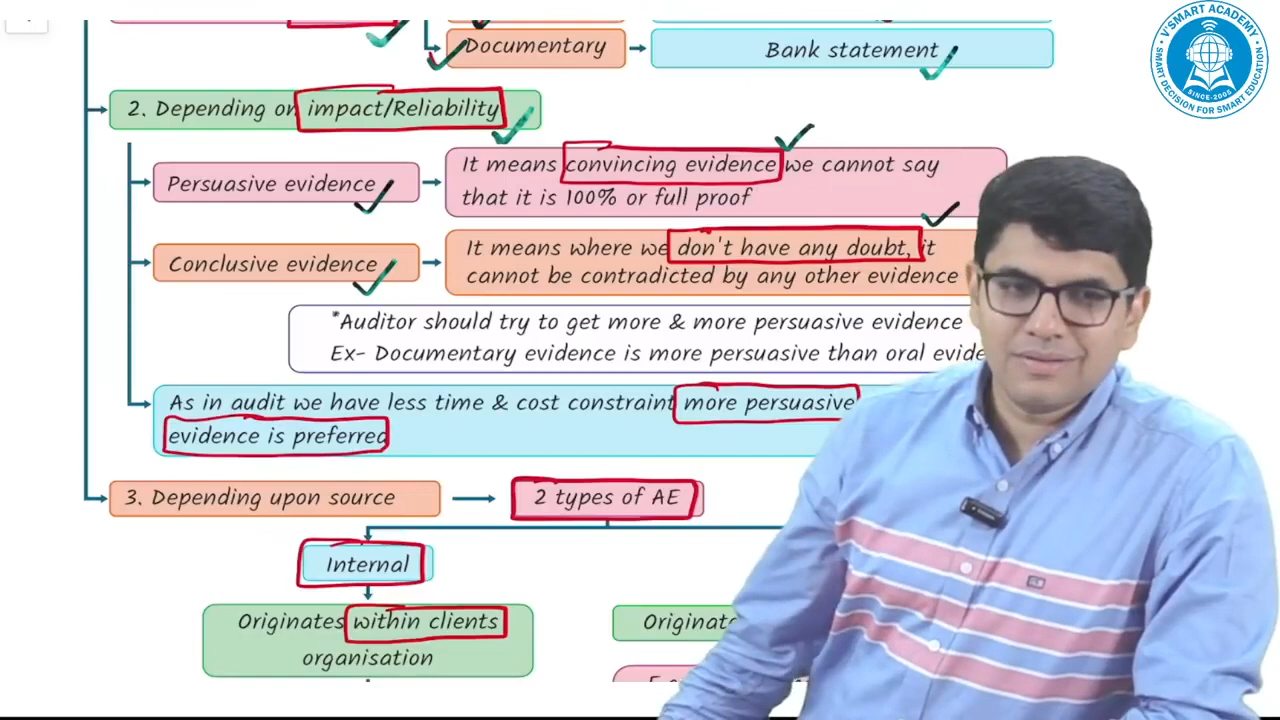 Documentary
Bank statement
2. Depending on impact/Reliability
Persuasive evidence
It means convincing evidence we cannot say
that it is 100% or full proof
Conclusive evidence
It means where we don't have any doubt, it
cannot be contradicted by any other evidence
*Auditor should try to get more & more persuasive evidence
Ex- Documentary evidence is more persuasive than oral
As in audit we have less time & cost constraint more persuasive
evidence is preferred
3. Depending upon source
2 types of AE
Internal
Originates within clients
organisation
V'SMART ACADEMY
SMART DECISION FOR SMART EDUCATION
SINCE-2005